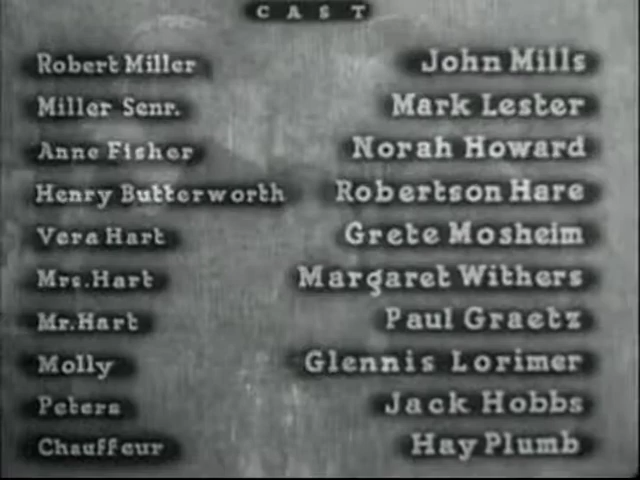 CAST
Robert Miller John Mills
Miller Senr. Mark Lester
Anne Fisher Norah Howard
Henry Butterworth Robertson Hare
Vera Hart Grete Mosheim
Mrs. Hart Margaret Withers
Mr. Hart Paul Graetz
Molly Glennis Lorimer
Peters Jack Hobbs
Chauffeur Hay Plumb